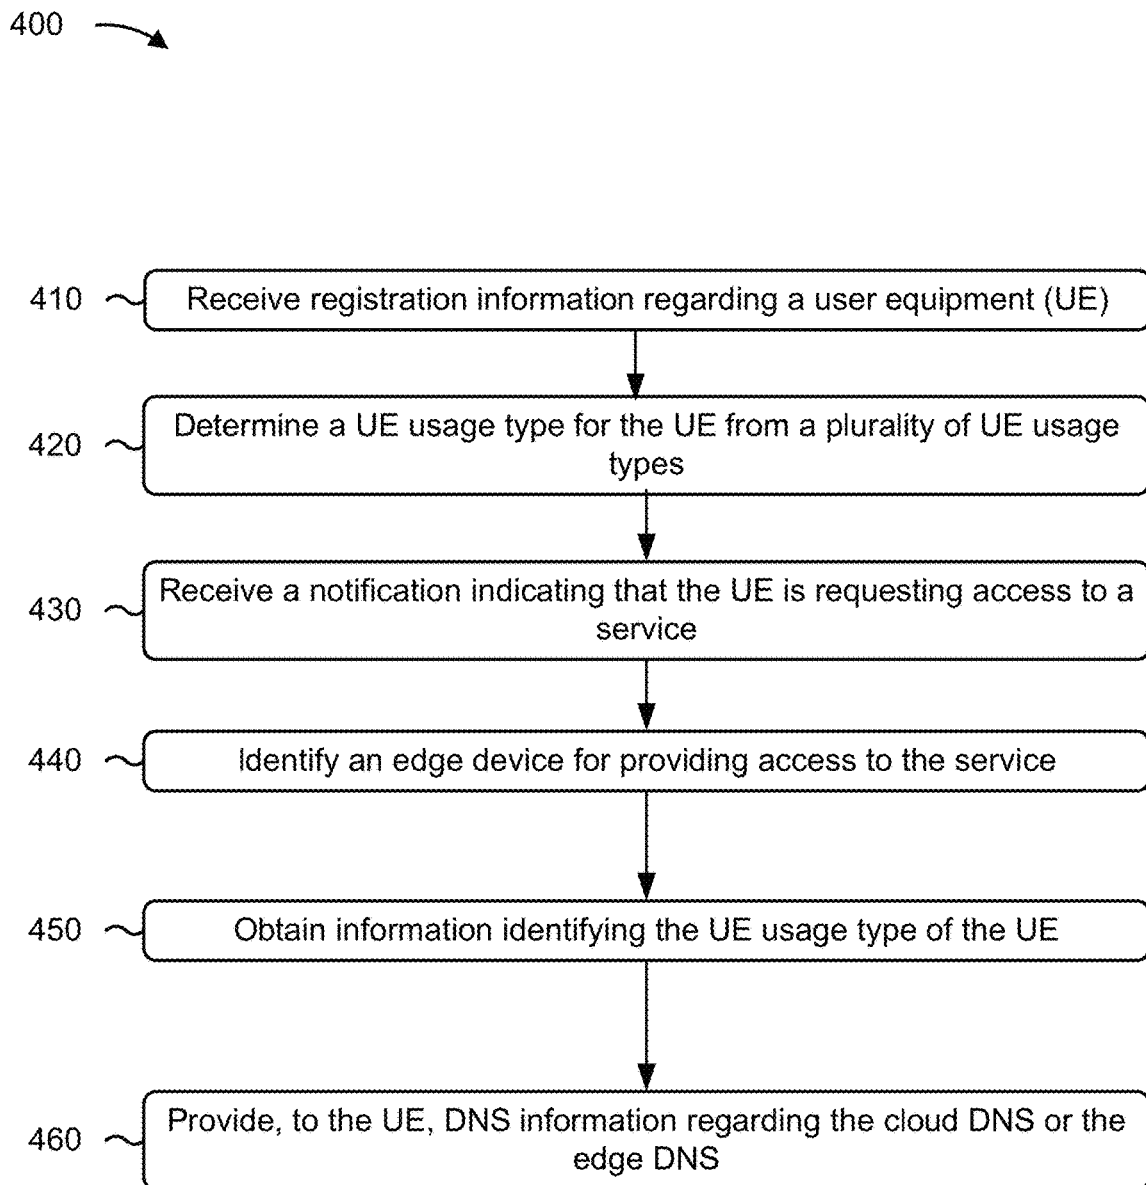 400
410 Receive registration information regarding a user equipment (UE)
420 Determine a UE usage type for the UE from a plurality of UE usage
types
430 Receive a notification indicating that the UE is requesting access to a
service
440 Identify an edge device for providing access to the service
450 Obtain information identifying the UE usage type of the UE
460 Provide, to the UE, DNS information regarding the cloud DNS or the
edge DNS